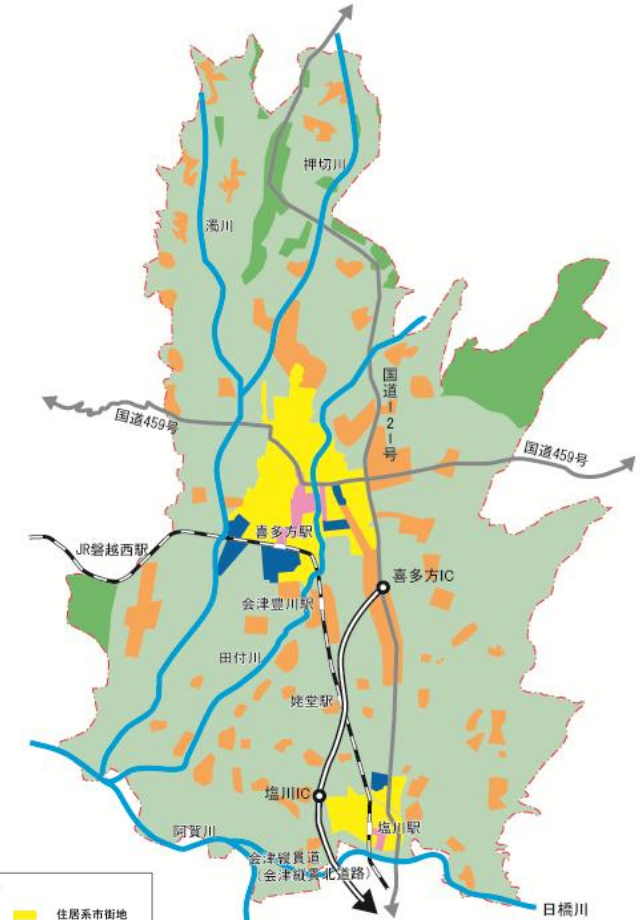 押切川
濁川
国道121号
国道459号
国道459号
喜多方駅
JR磐越西駅
喜多方IC
会津豊川駅
田付川
姥堂駅
塩川IC
塩川駅
阿賀川
会津縦貫道
(会津縦貫北道路)
日橋川
住居系市街地